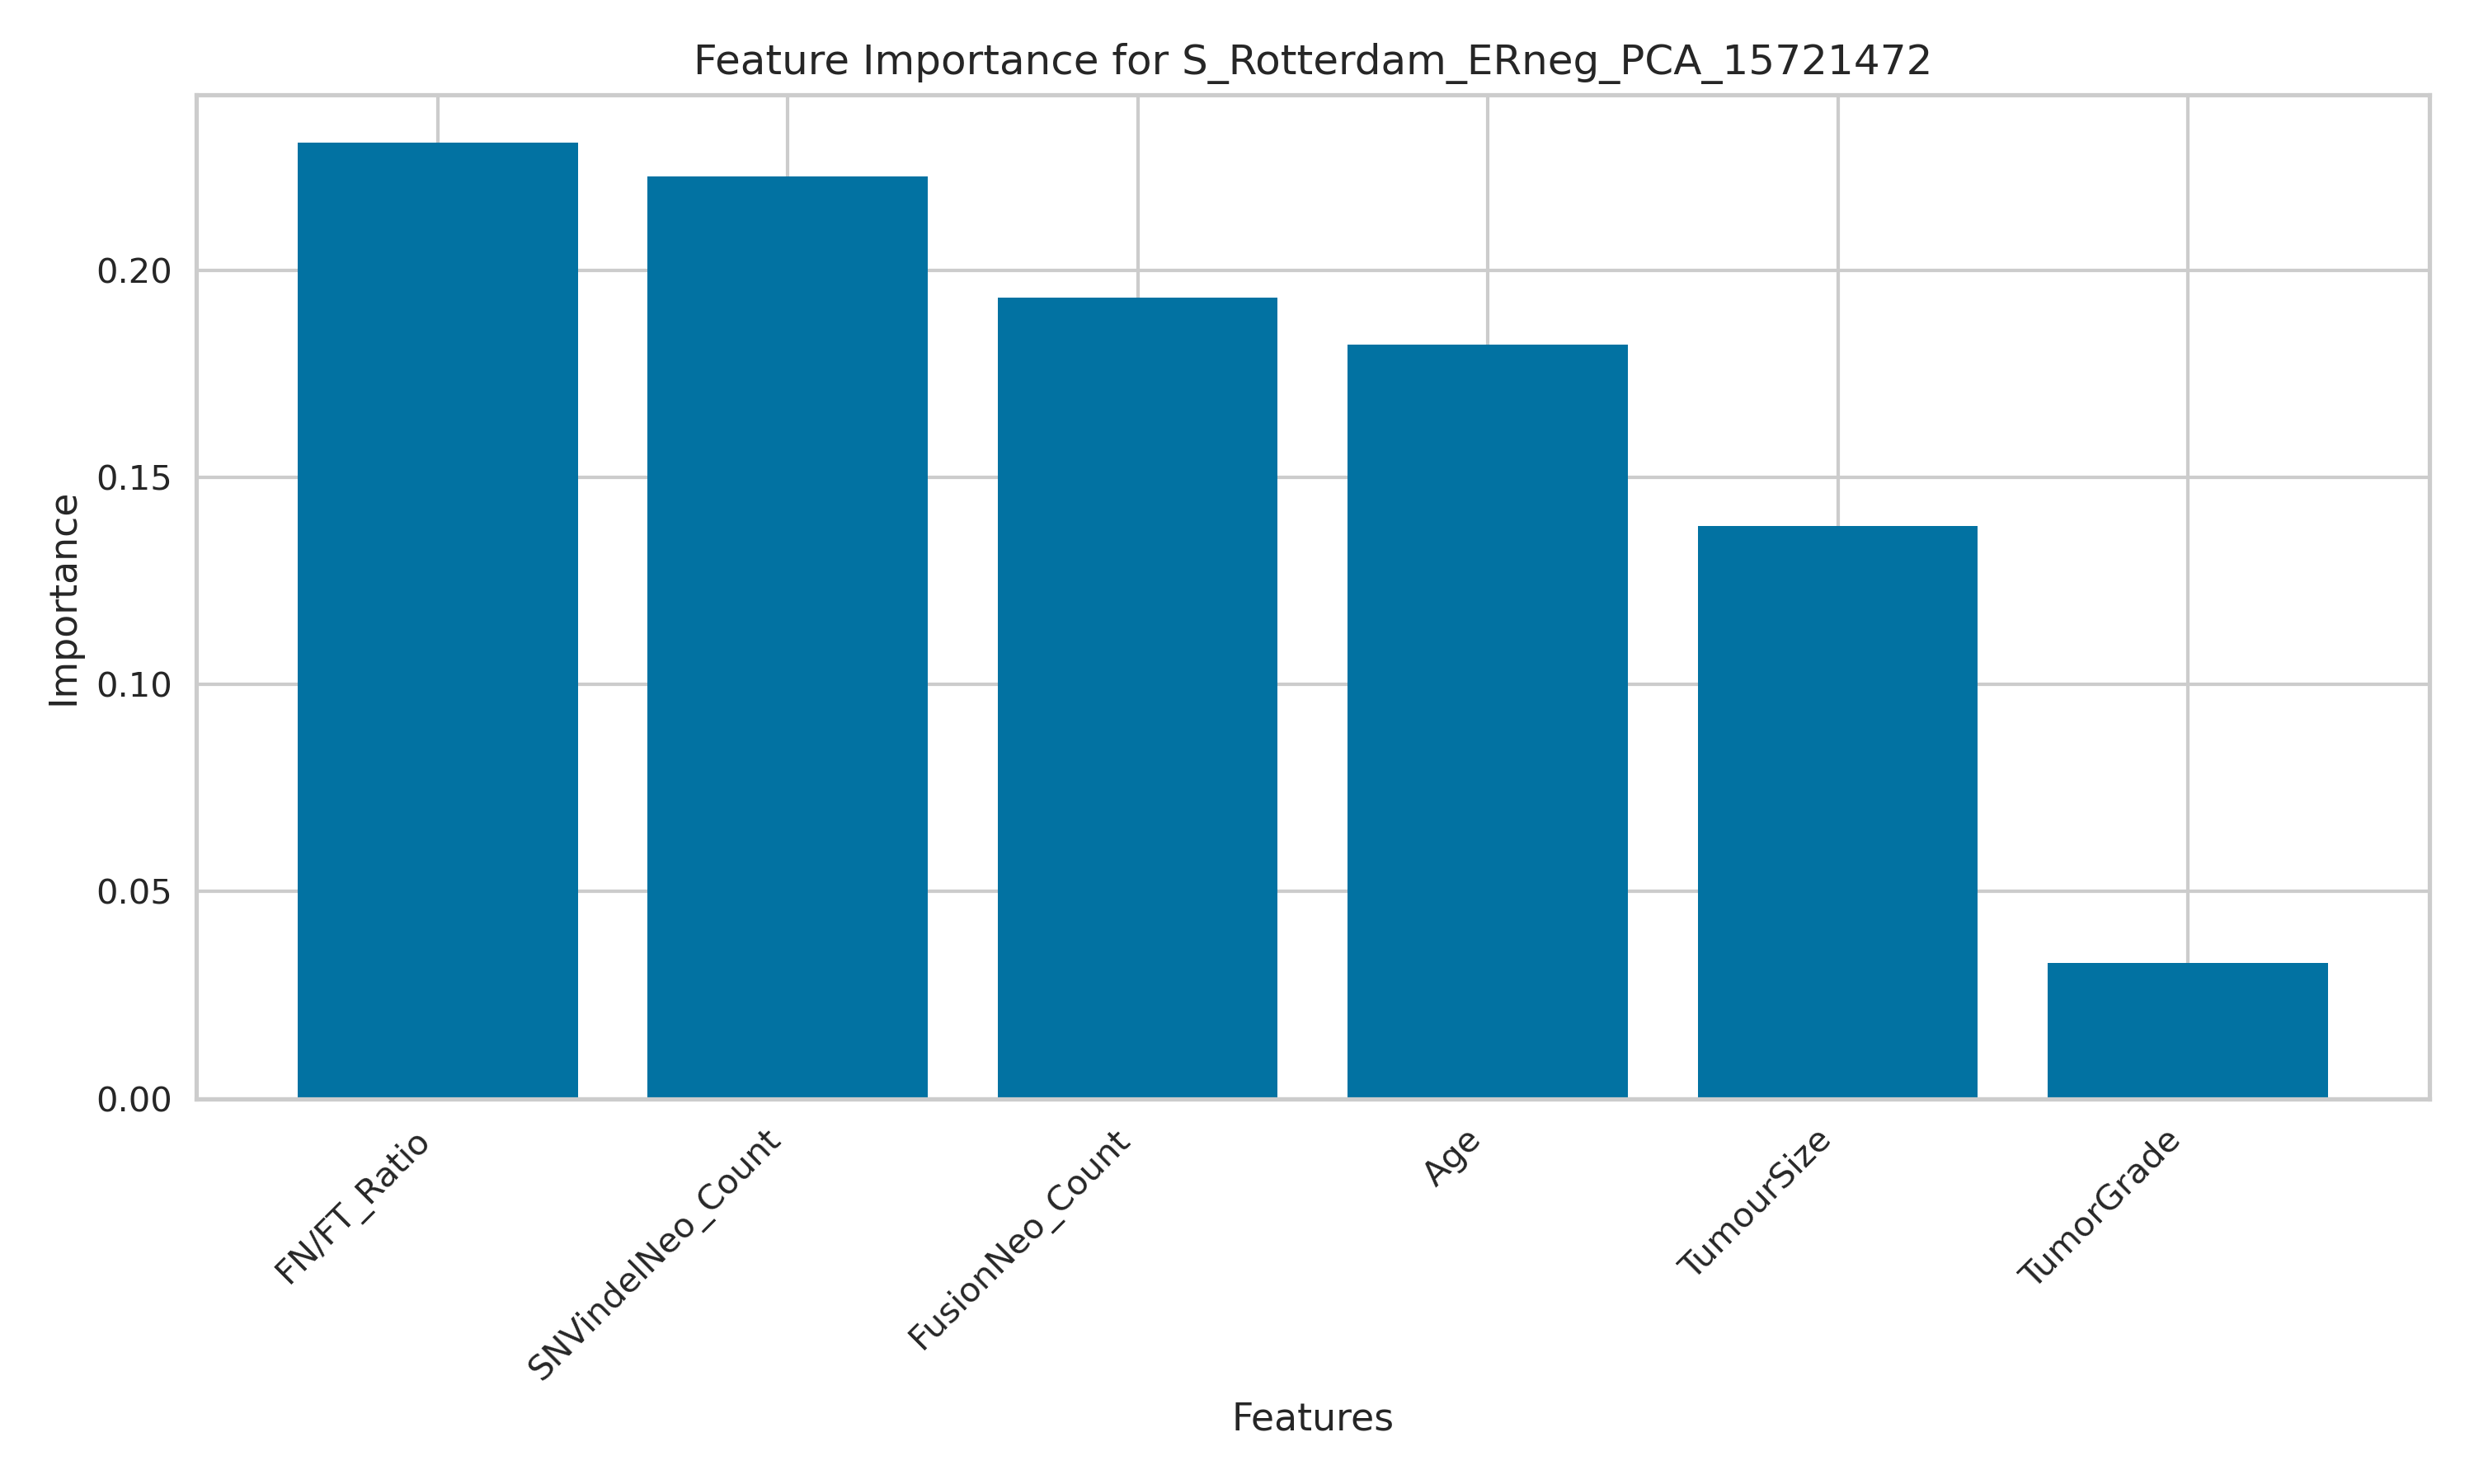 Feature Importance for S_Rotterdam_ERneg_PCA_15721472
Importance
0.20
0.15
0.10
0.05
0.00
FN/FT_Ratio
SNVindelNeo_Count
FusionNeo_Count
Age
TumourSize
TumorGrade
Features